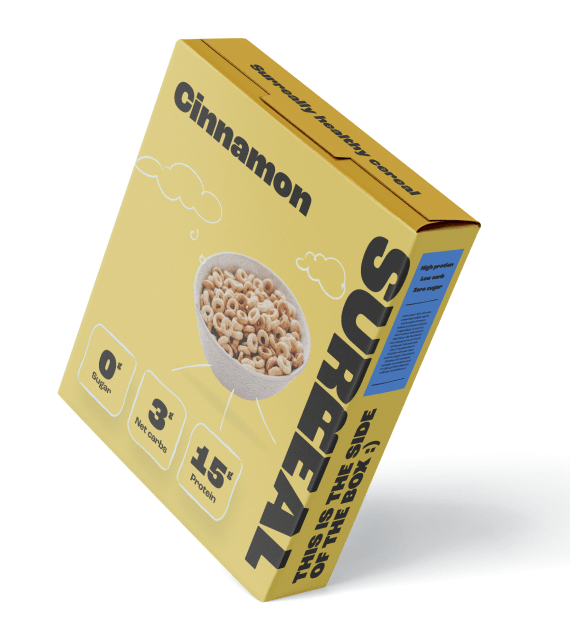 Surreally healthy cereal
Cinnamon
SURREAL
0g
Sugar
3g
Net carbs
15g
Protein
High protien
Low carb
Zero sugar
THIS IS THE SIDE
OF THE BOX :)